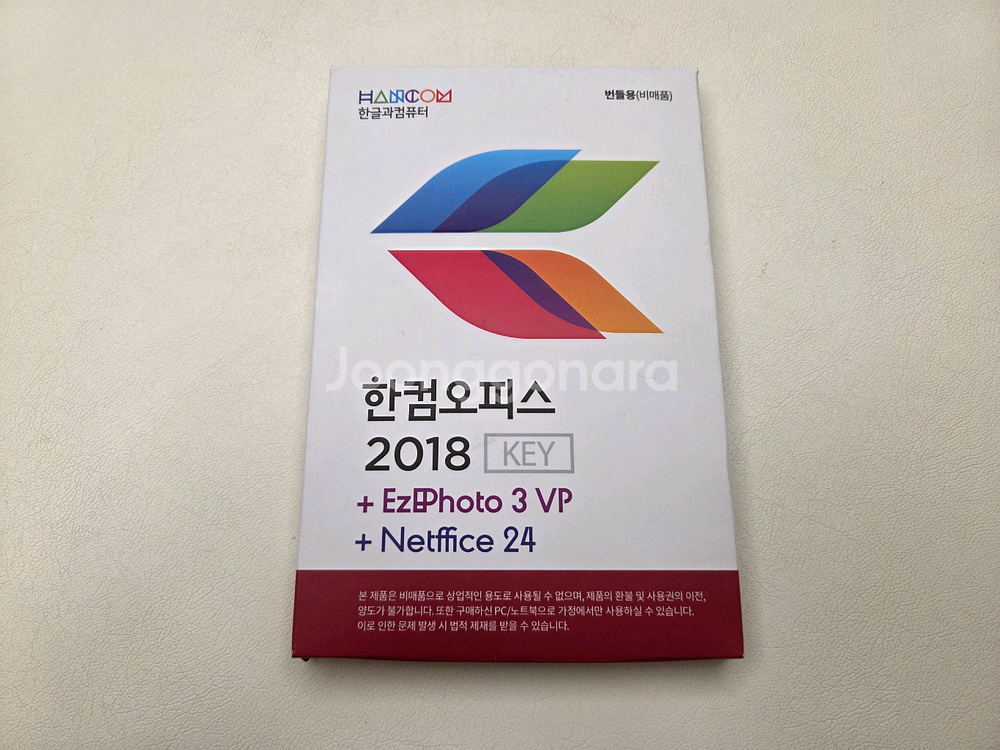 HANCOM
한글과컴퓨터
번들용(비매품)
Joonggonara
한컴오피스
2018 KEY
+ EzPhoto 3 VP
+ Netffice 24
본 제품은 비매품으로 상업적인 용도로 사용될 수 없으며, 제품의 환불 및 사용권의 이전,
양도가 불가합니다. 또한 구매하신 PC/노트북으로 가정에서만 사용하실 수 있습니다.
이로 인한 문제 발생 시 법적 제재를 받을 수 있습니다.